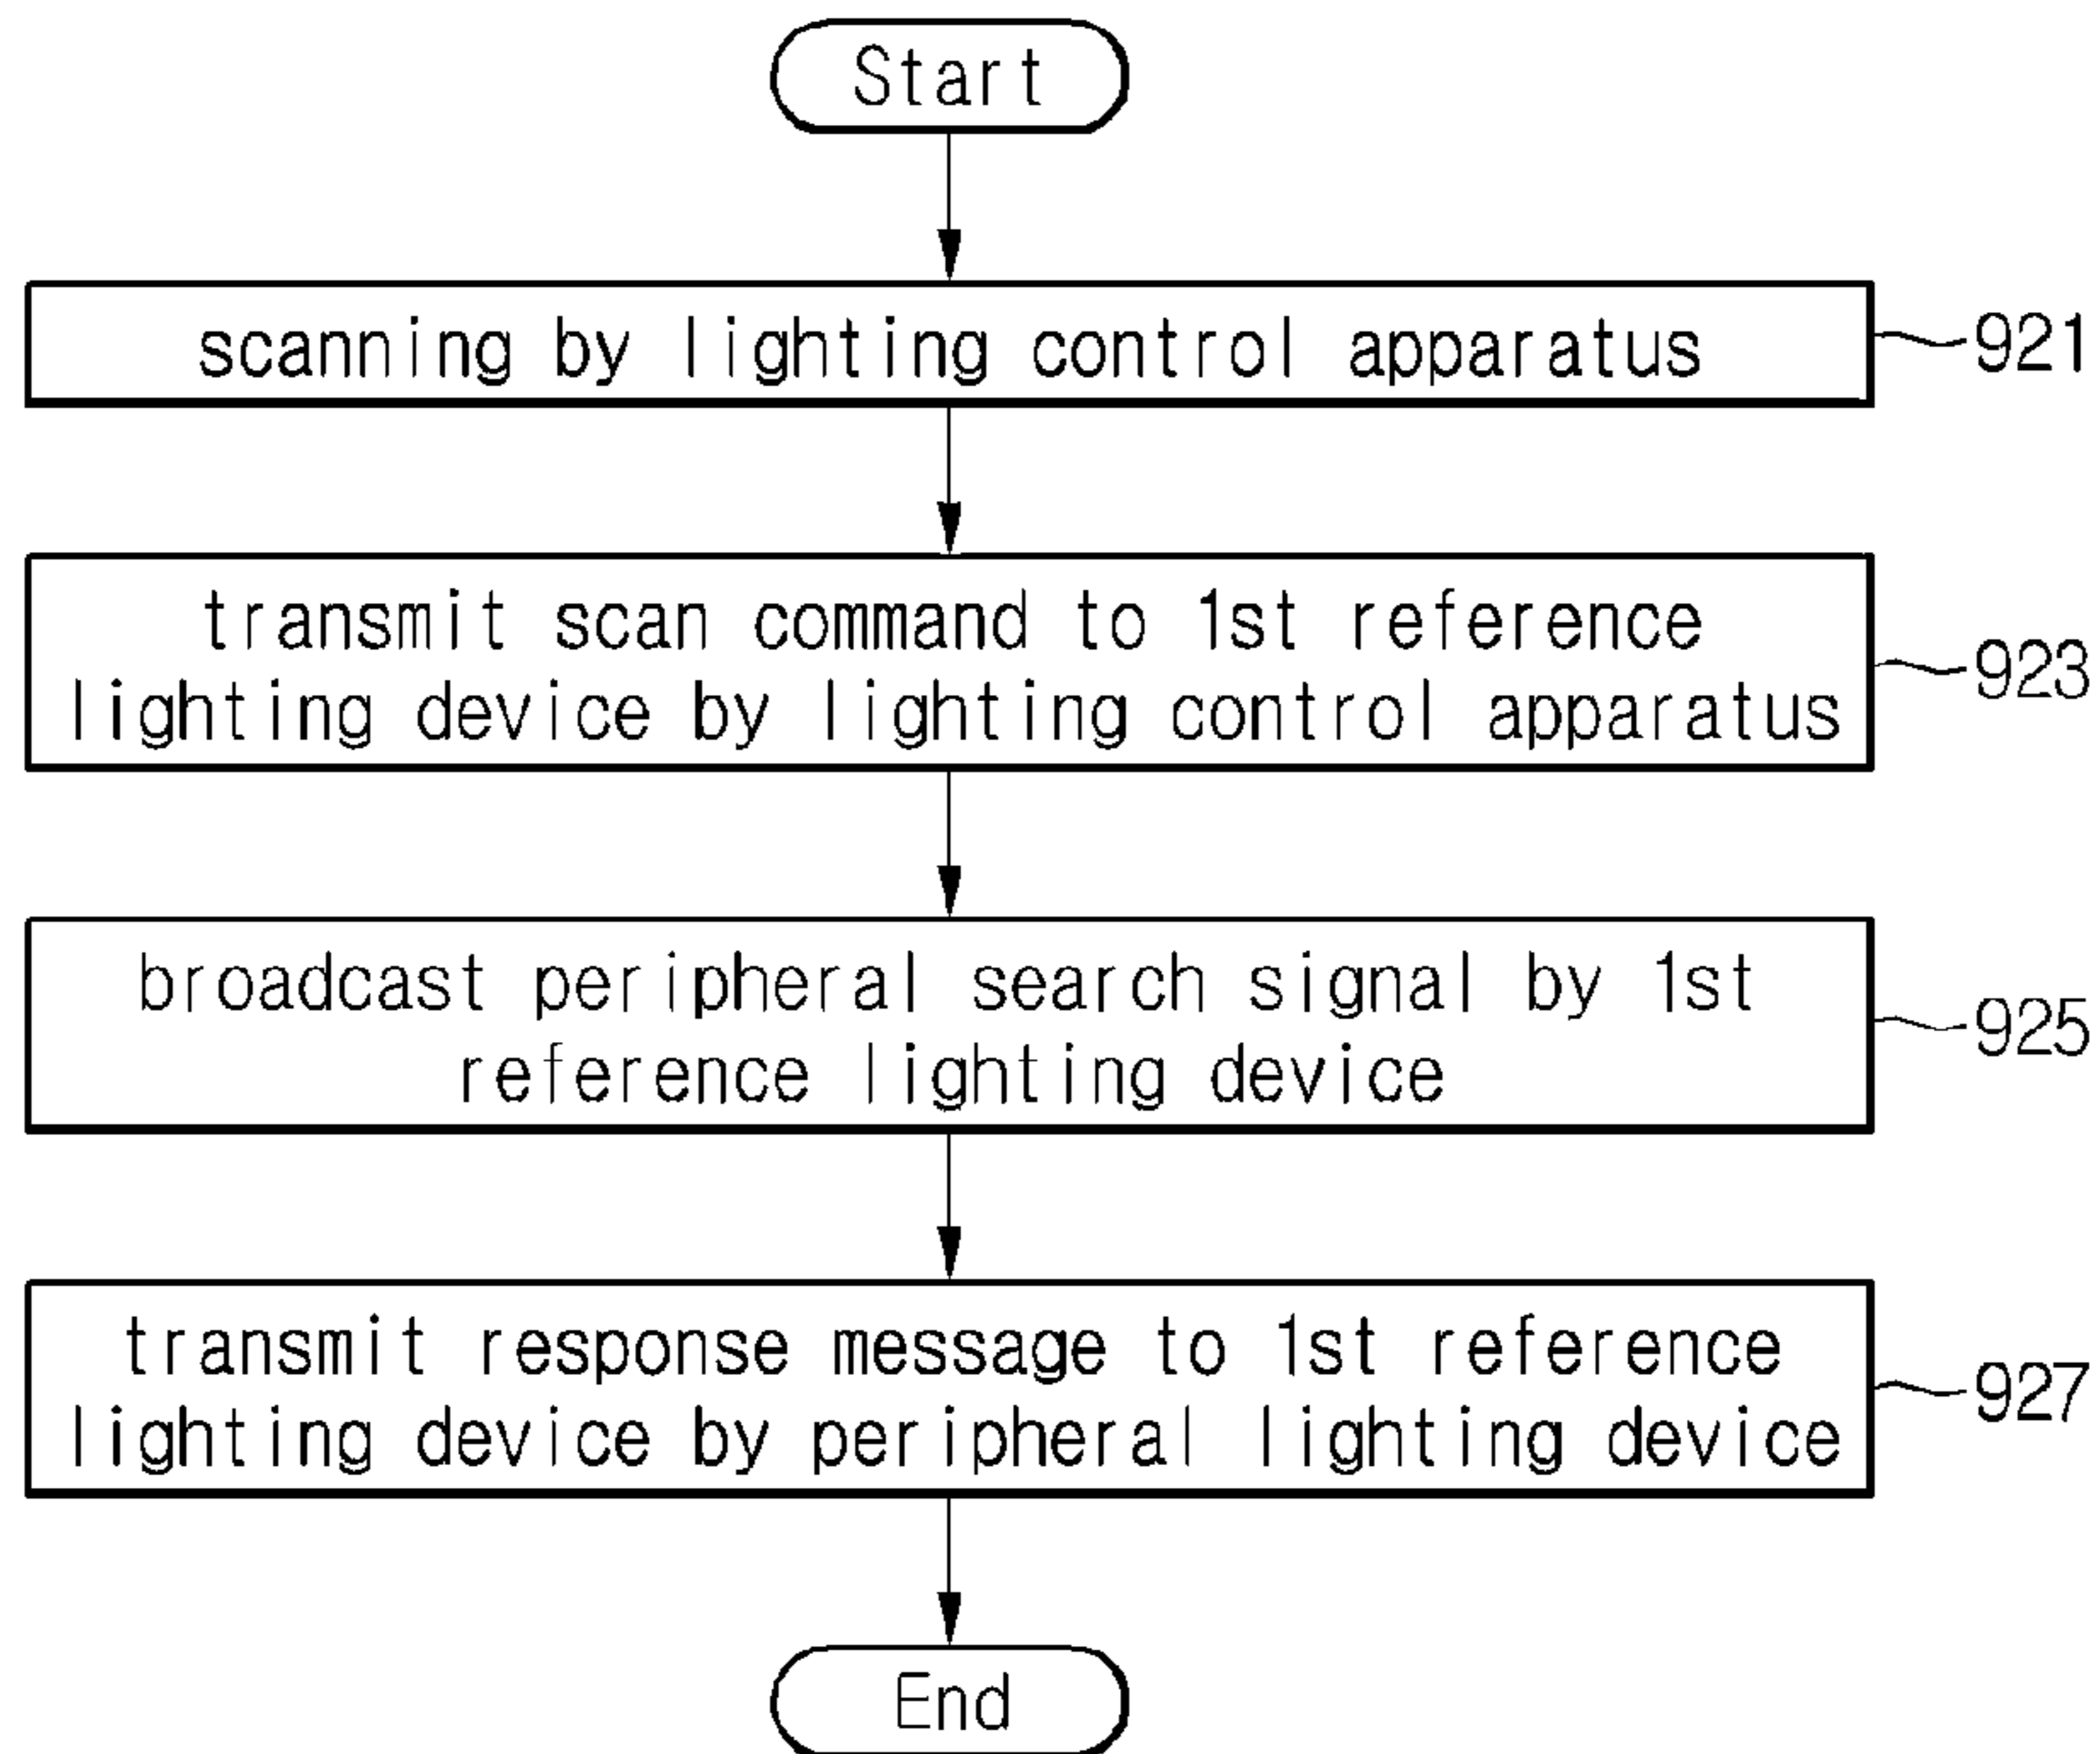 Start
scanning by lighting control apparatus
921
transmit scan command to 1st reference
lighting device by lighting control apparatus
923
broadcast peripheral search signal by 1st
reference lighting device
925
transmit response message to 1st reference
lighting device by peripheral lighting device
927
End